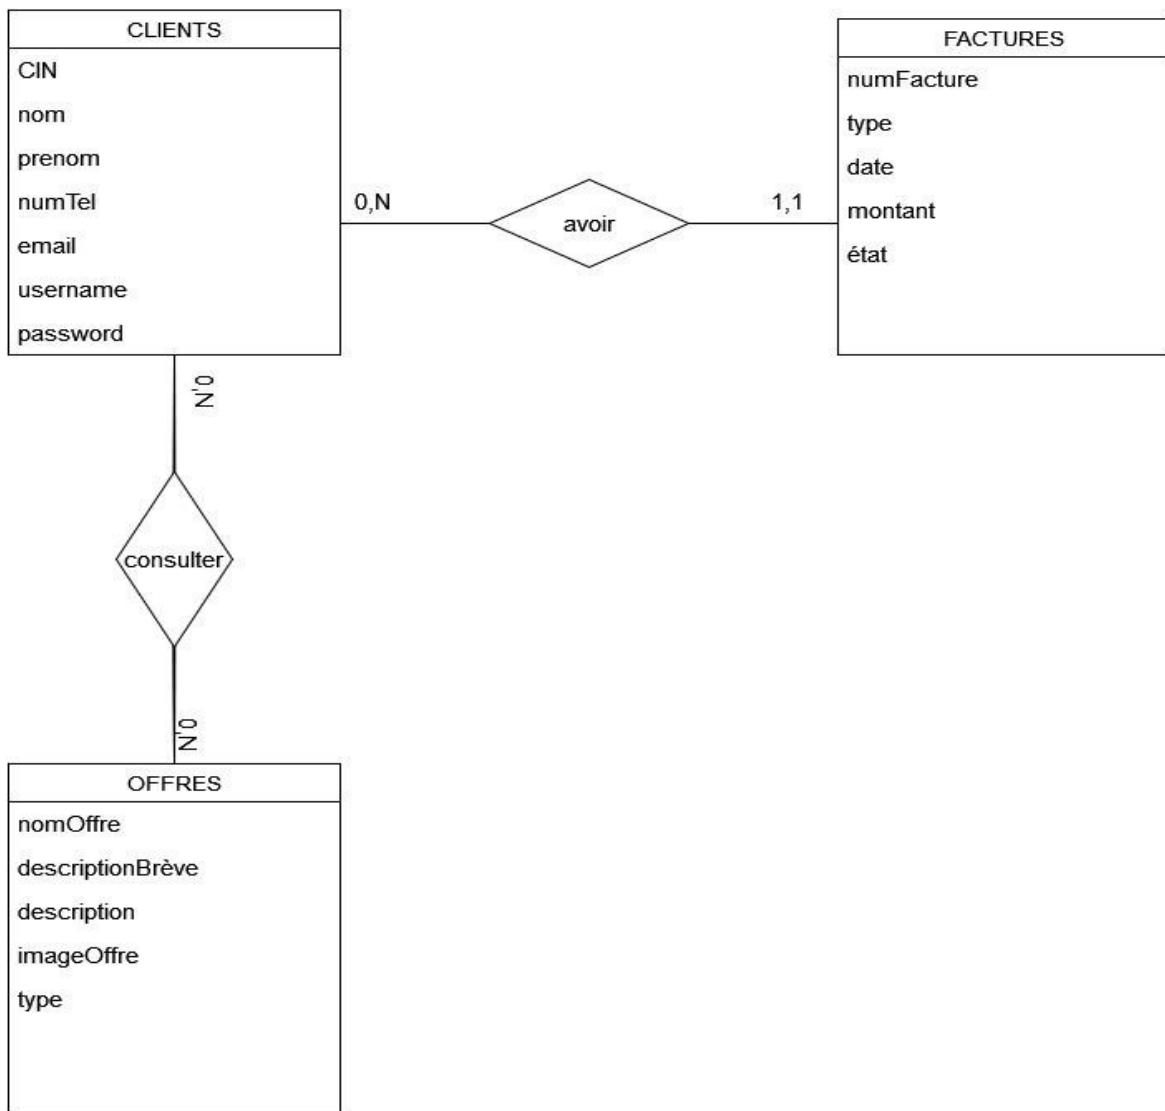 CLIENTS
CIN
nom
prenom
numTel
email
username
password
0,N
avoir
1,1
FACTURES
numFacture
type
date
montant
état
0,N
consulter
0,N
OFFRES
nomOffre
descriptionBrève
description
imageOffre
type